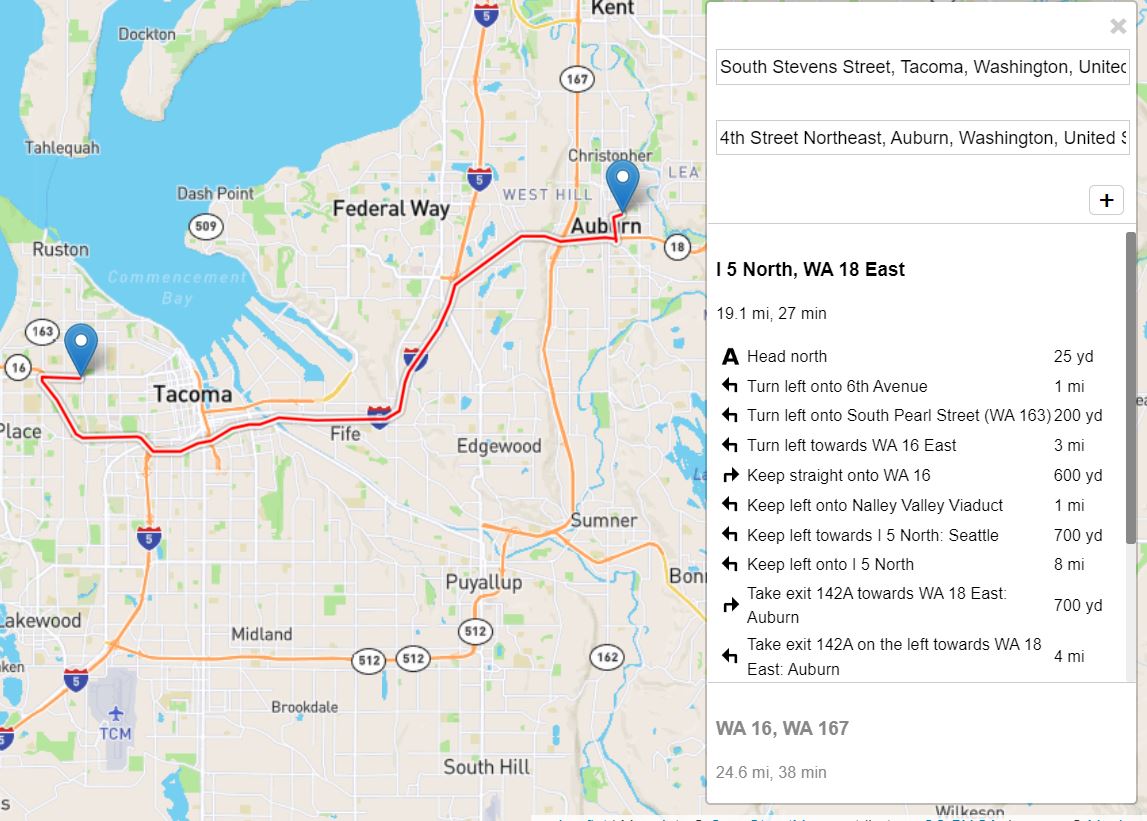 Kent
Dockton
5
167
Tahlequah
Christopher
LEA
5
Dash Point
WEST HILL
Federal Way
509
Auburn
18
Ruston
Commencement
Bay
163
5
16
Tacoma
Place
5
Fife
Edgewood
Sumner
5
Puyallup
Bonn
Lakewood
512
Midland
512
512
162
5
Brookdale
TCM
5
South Hill
Wilkeson
×
South Stevens Street, Tacoma, Washington, United
4th Street Northeast, Auburn, Washington, United S
+
I 5 North, WA 18 East
19.1 mi, 27 min
A Head north 25 yd
Turn left onto 6th Avenue 1 mi
Turn left onto South Pearl Street (WA 163) 200 yd
Turn left towards WA 16 East 3 mi
Keep straight onto WA 16 600 yd
Keep left onto Nalley Valley Viaduct 1 mi
Keep left towards I 5 North: Seattle 700 yd
Keep left onto I 5 North 8 mi
Take exit 142A towards WA 18 East:
Auburn 700 yd
Take exit 142A on the left towards WA 18
East: Auburn 4 mi
WA 16, WA 167
24.6 mi, 38 min